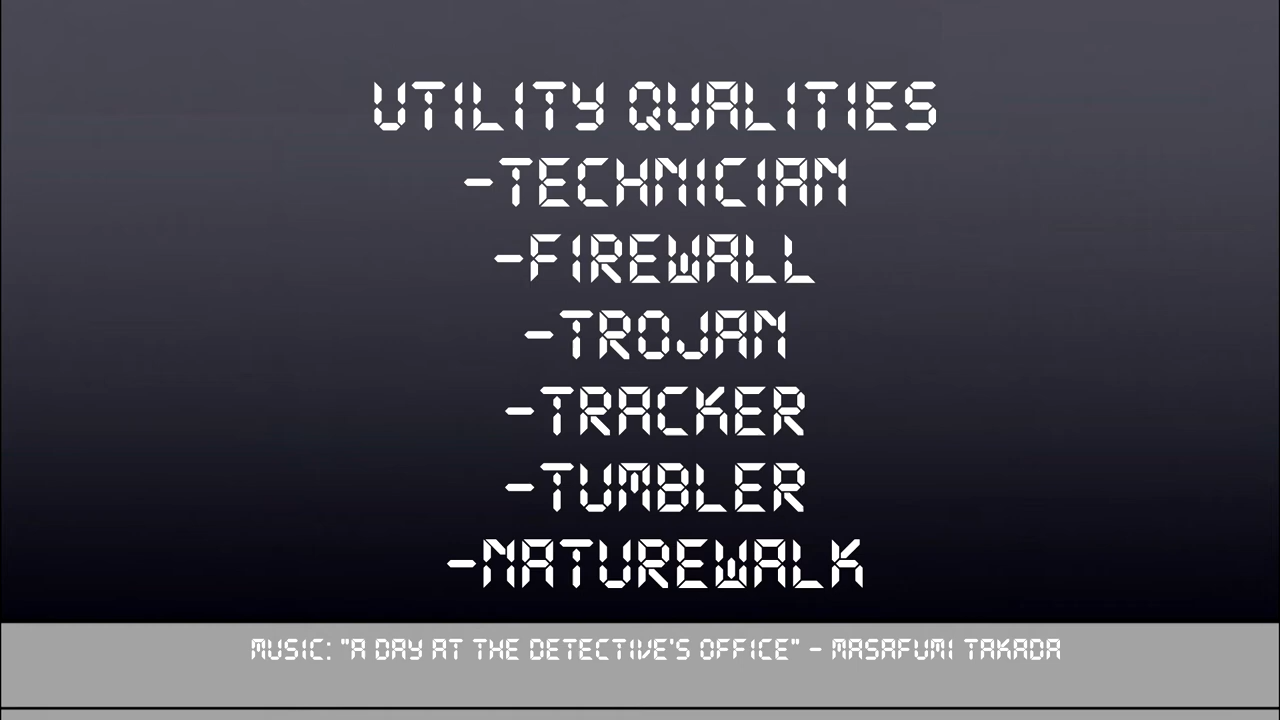 UTILITY QUALITIES
-TECHNICIAN
-FIREWALL
-TROJAN
-TRACKER
-TUMBLER
-NATUREWALK
MUSIC: "A DAY AT THE DETECTIVE'S OFFICE" - MASAFUMI TAKADA